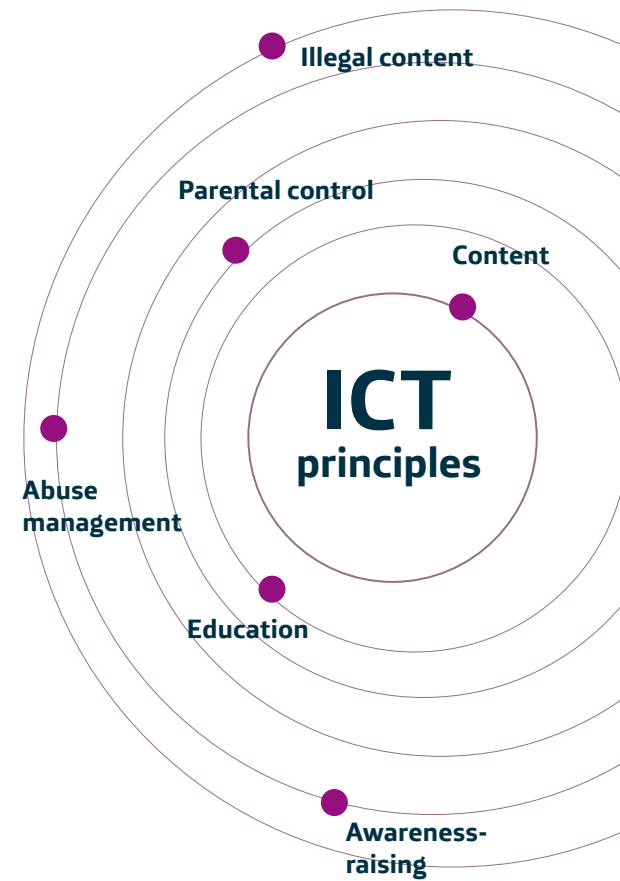 Illegal content
Parental control
Content
ICT
principles
Abuse
management
Education
Awareness-
raising